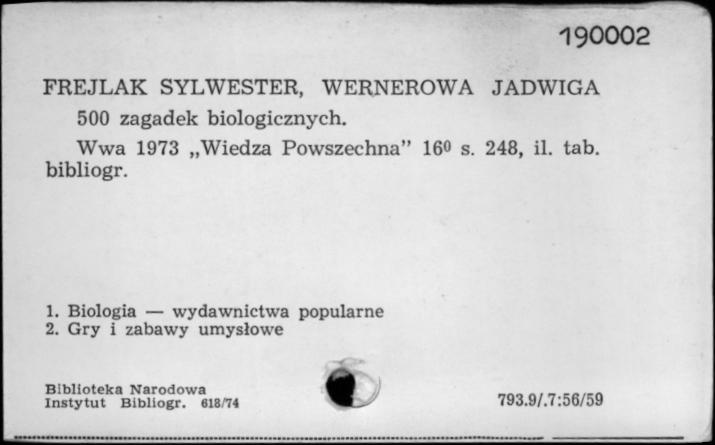 190002
FREJLAK SYLWESTER, WERNEROWA JADWIGA
500 zagadek biologicznych.
Wwa 1973 „Wiedza Powszechna” 16⁰ s. 248, il. tab.
bibliogr.
1. Biologia — wydawnictwa popularne
2. Gry i zabawy umysłowe
Biblioteka Narodowa
Instytut Bibliogr. 618/74
793.9/.7:56/59